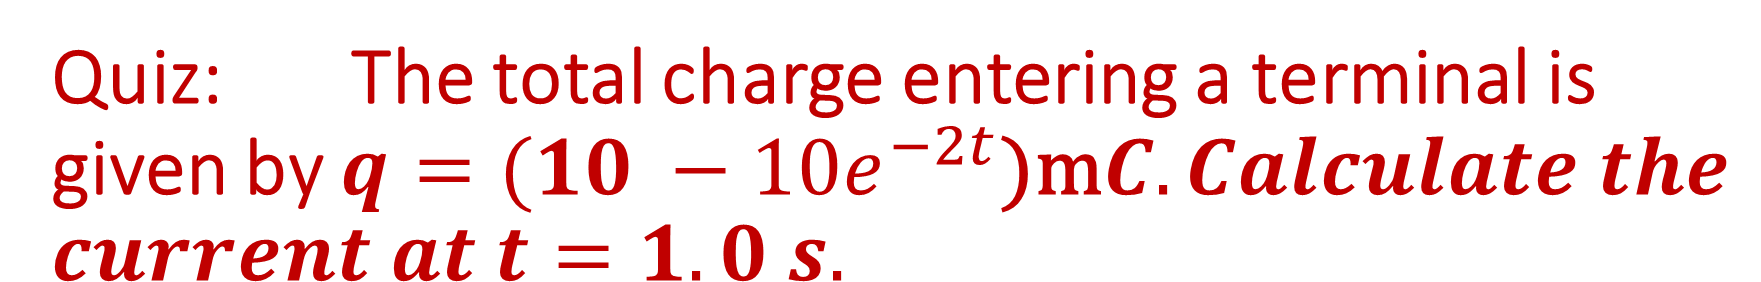 Quiz: The total charge entering a terminal is
given by q = (10 − 10e⁻²ᵗ)mC. Calculate the
current at t = 1.0 s.